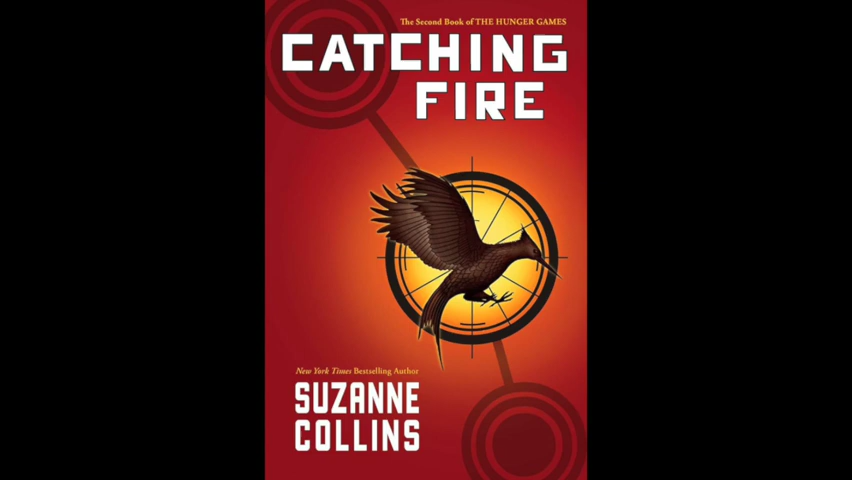 The Second Book of THE HUNGER GAMES
CATCHING
FIRE
New York Times Bestselling Author
SUZANNE
COLLINS